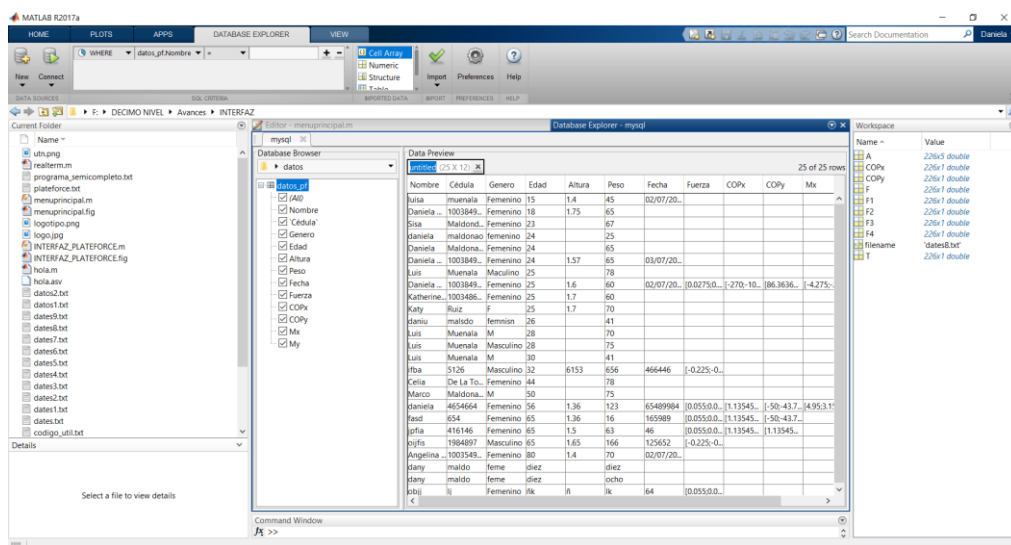 MATLAB R2017a
HOME PLOTS APPS DATABASE EXPLORER VIEW
Search Documentation Daniela
WHERE datos_pf.Nombre =
New Connect
Cell Array
Numeric
Structure
Table
Import Preferences Help
DATA SOURCES SQL CRITERIA IMPORTED DATA IMPORT PREFERENCES HELP
F: DECIMO NIVEL Avances INTERFAZ
Current Folder
Name
utn.png
realterm.m
programa_semicompleto.txt
plateforce.txt
menuprincipal.m
menuprincipal.fig
logotipo.png
logo.jpg
INTERFAZ_PLATEFORCE.m
INTERFAZ_PLATEFORCE.fig
hola.m
hola.asv
datos2.txt
datos1.txt
dates9.txt
dates8.txt
dates7.txt
dates6.txt
dates5.txt
dates4.txt
dates3.txt
dates2.txt
dates1.txt
dates.txt
codigo_util.txt
Details
Select a file to view details
Editor - menuprincipal.m
Database Explorer - mysql
mysql
Database Browser
datos
datos_pf
(All)
Nombre
`Cédula`
Genero
Edad
Altura
Peso
Fecha
Fuerza
COPx
COPy
Mx
My
Data Preview
untitled (25 X 12) 25 of 25 rows
Nombre Cédula Genero Edad Altura Peso Fecha Fuerza COPx COPy Mx
luisa muenala Femenino 15 1.4 45 02/07/20...
Daniela ... 1003849... Femenino 18 1.75 65
Sisa Maldond... Femenino 23 67
daniela maldonao femenino 24 25
Daniela Maldona... Femenino 24 65
Daniela ... 1003849... Femenino 24 1.57 65 03/07/20...
Luis Muenala Maculino 25 78
Daniela ... 1003849... Femenino 25 1.6 60 02/07/20... [0.0275;0... [-270;-10... [86.3636... [-4.275;-
Katherine... 1003486... Femenino 25 1.7 60
Katy Ruiz F 25 1.7 70
daniu malsdo femnisn 26 41
Luis Muenala M 28 70
Luis Muenala Masculino 28 75
Luis Muenala M 30 41
ifba 5126 Masculino 32 6153 656 466446 [-0.225;-0...
Celia De La To... Femenino 44 78
Marco Maldona... M 50 75
daniela 4654664 Femenino 56 1.36 123 65489984 [0.055;0.0... [1.13545... [-50;-43.7... [4.95;3.1
fasd 654 Femenino 65 1.36 16 165989 [0.055;0.0... [1.13545... [-50;-43.7...
jpfia 416146 Femenino 65 1.5 63 46 [0.055;0.0... [1.13545... [1.13545...
oijfis 1984897 Masculino 65 1.65 166 125652 [-0.225;-0...
Angelina ... 1003549... Femenino 80 1.4 70 02/07/20...
dany maldo feme diez diez
dany maldo feme diez ocho
objj lj Femenino ñk ñ lk 64 [0.055;0.0...
Command Window
fx >>
Workspace
Name Value
A 226x5 double
COPx 226x1 double
COPy 226x1 double
F 226x1 double
F1 226x1 double
F2 226x1 double
F3 226x1 double
F4 226x1 double
filename 'dates8.txt'
T 226x1 double